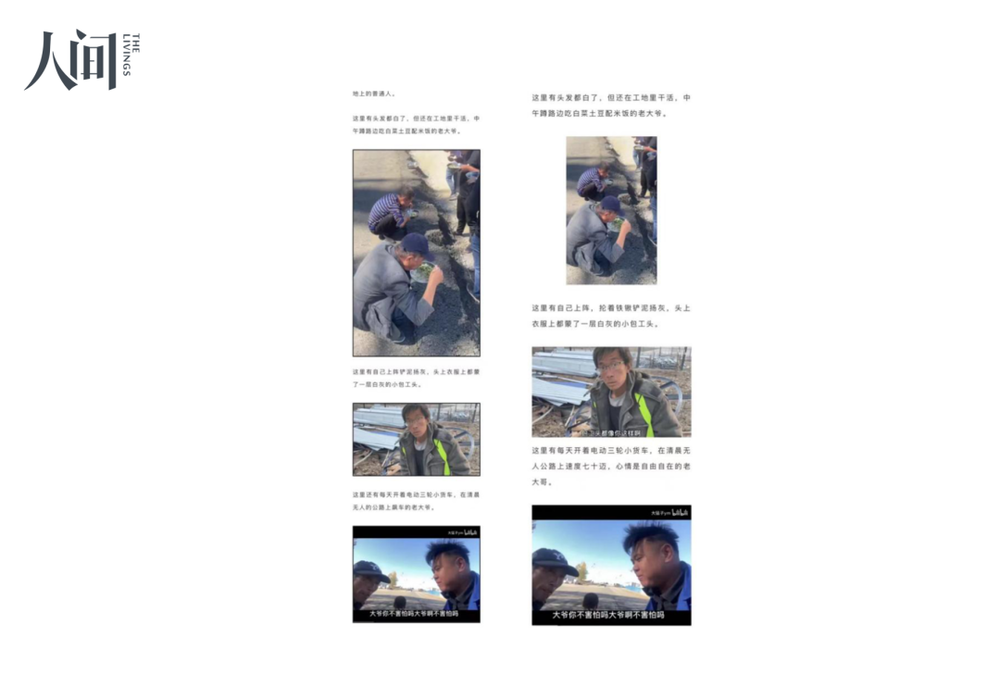 人间
THE LIVINGS
地上的普通人。
这里有头发都白了，但还在工地里干活，中
午蹲路边吃白菜土豆配米饭的老大爷。
这里有自己上阵铲泥扬灰，头上衣服上都蒙
了一层白灰的小包工头。
这里还有每天开着电动三轮小货车，在清晨
无人的公路上飙车的老大爷。
bilibili
大爷你不害怕吗大爷啊不害怕吗
这里有头发都白了，但还在工地里干活，中
午蹲路边吃白菜土豆配米饭的老大爷。
这里有自己上阵，抡着铁锹铲泥扬灰，头上
衣服上都蒙了一层白灰的小包工头。
头都像你这样啊
这里有每天开着电动三轮小货车，在清晨无
人公路上速度七十迈，心情是自由自在的老
大哥。
bilibili
大爷你不害怕吗大爷啊不害怕吗